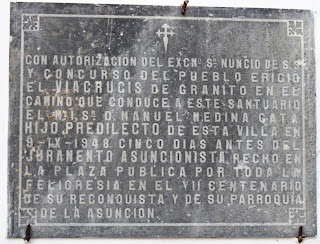 CON AUTORIZACION DEL EXCMº Sº NUNCIO DE S.S.
Y CONCURSO DEL PUEBLO ERIGIO
EL VIACRUCIS DE GRANITO EN EL
CAMINO QUE CONDUCE A ESTE SANTUARIO
EL M.I.Sº D. MANUEL MEDINA GATA
HIJO PREDILECTO DE ESTA VILLA EN
9-IX-1948. CINCO DIAS ANTES DEL
JURAMENTO ASUNCIONISTA HECHO EN
LA PLAZA PUBLICA POR TODA LA
FELIGRESIA EN EL VII CENTENARIO
DE SU RECONQUISTA Y DE SU PARROQUIA
DE LA ASUNCION.